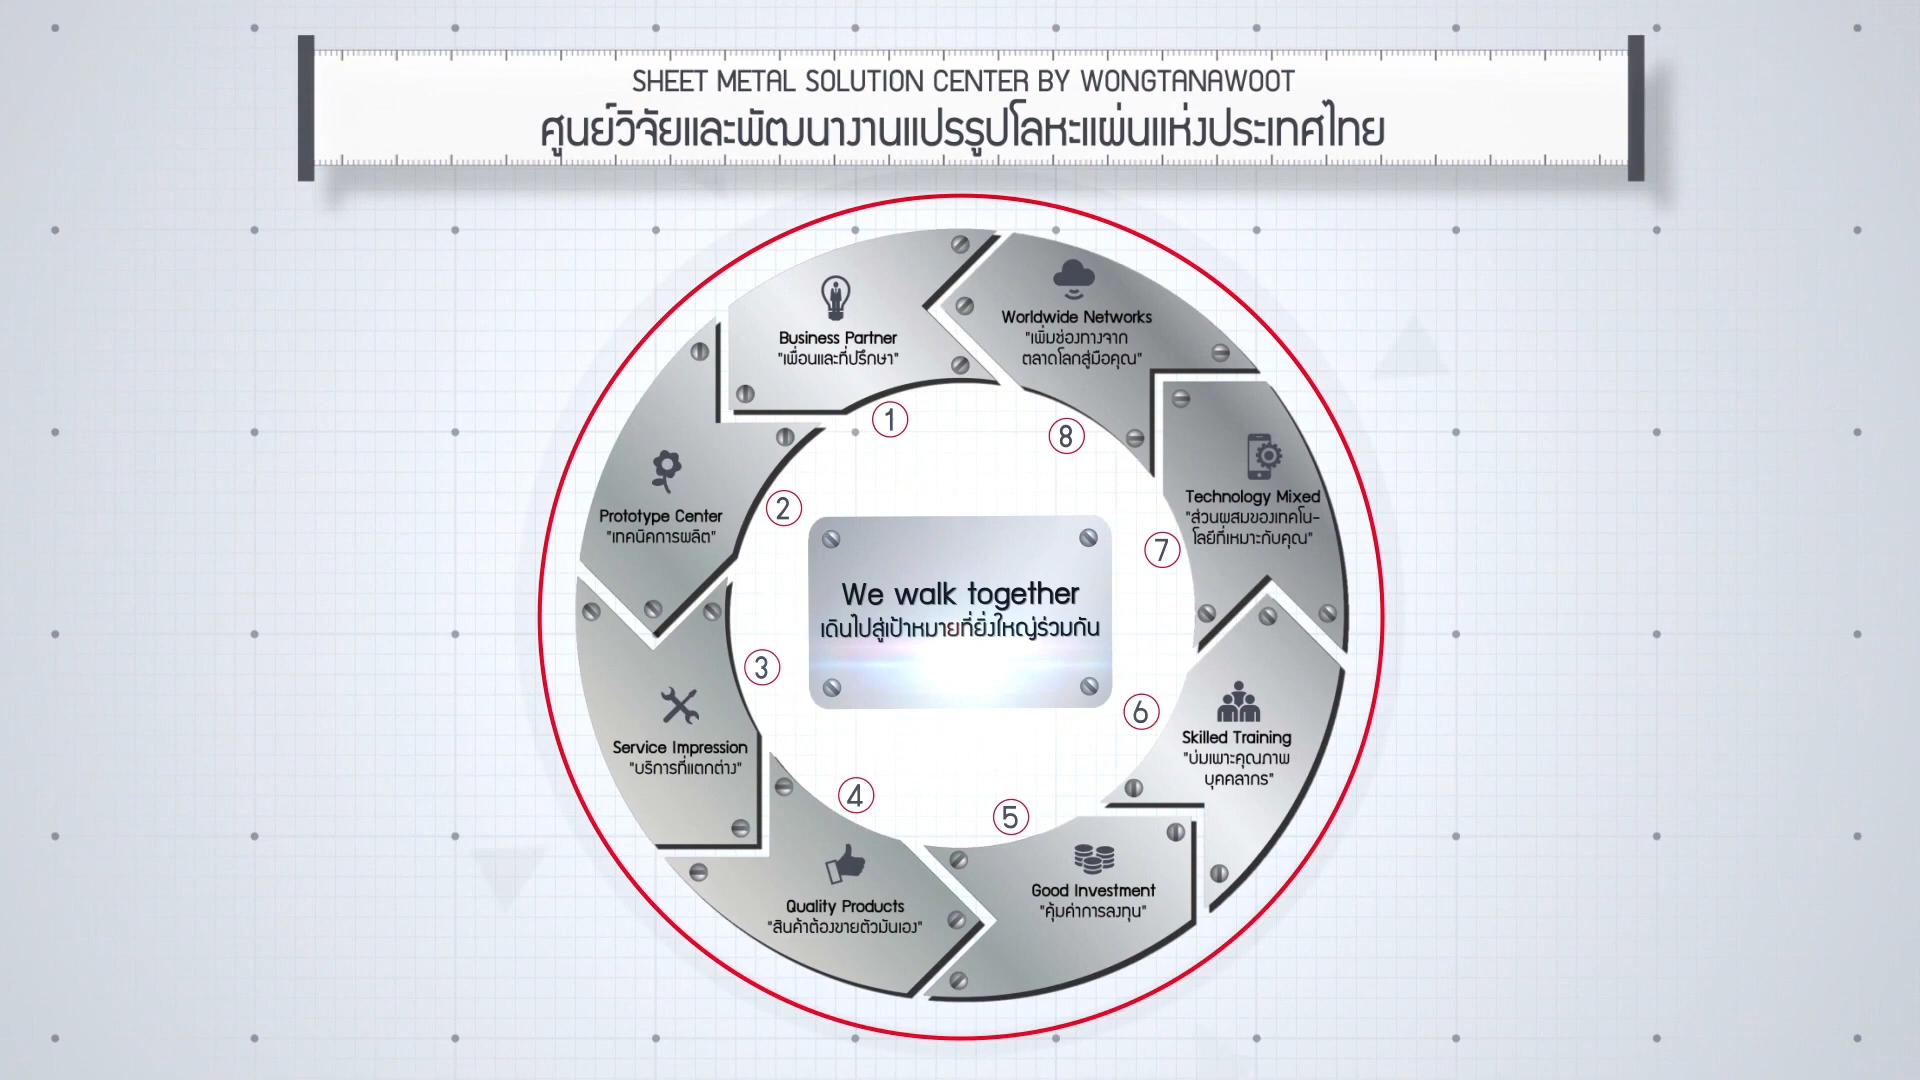 SHEET METAL SOLUTION CENTER BY WONGTANAWOOT
ศูนย์วิจัยและพัฒนางานแปรรูปโลหะแผ่นแห่งประเทศไทย
Business Partner
"เพื่อนและที่ปรึกษา"
1
Prototype Center
"เทคนิคการผลิต"
2
Service Impression
"บริการที่แตกต่าง"
3
Quality Products
"สินค้าต้องขายตัวมันเอง"
4
Good Investment
"คุ้มค่าการลงทุน"
5
Skilled Training
"บ่มเพาะคุณภาพ
บุคคลากร"
6
Technology Mixed
"ส่วนผสมของเทคโน-
โลยีที่เหมาะกับคุณ"
7
Worldwide Networks
"เพิ่มช่องทางจาก
ตลาดโลกสู่มือคุณ"
8
We walk together
เดินไปสู่เป้าหมายที่ยิ่งใหญ่ร่วมกัน